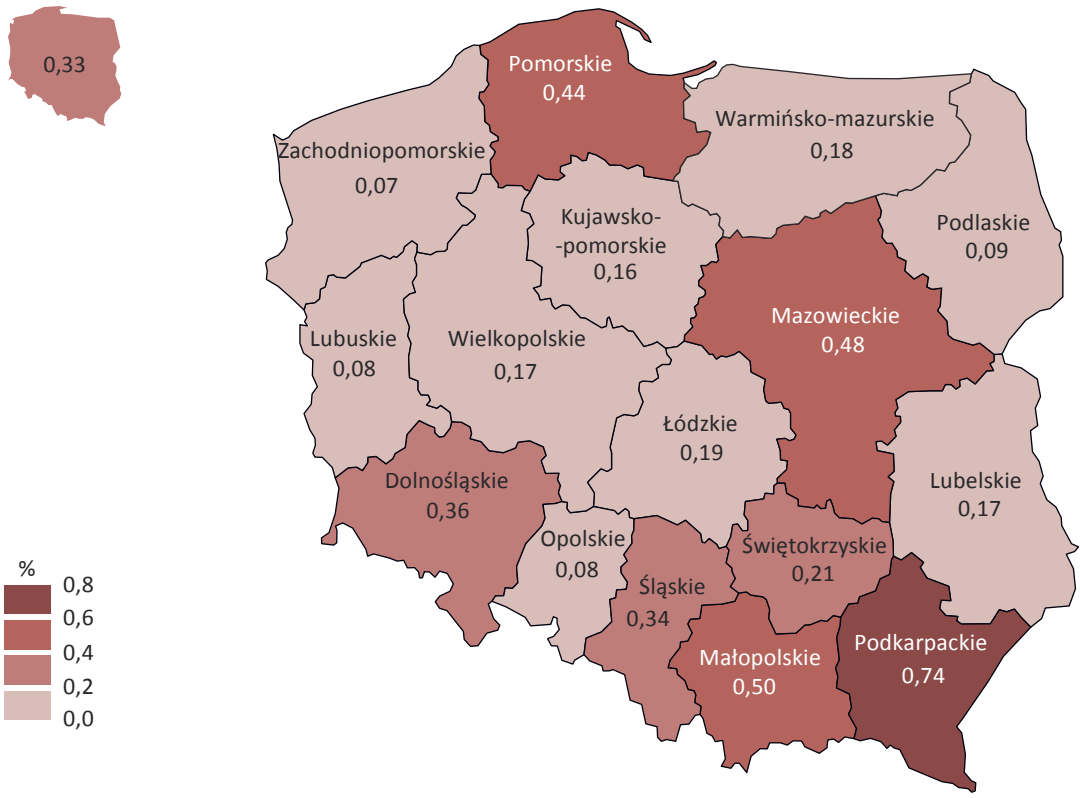 0,33
Pomorskie
0,44
Warmińsko-mazurskie
0,18
Zachodniopomorskie
0,07
Kujawsko-
-pomorskie
0,16
Podlaskie
0,09
Mazowieckie
0,48
Lubuskie
0,08
Wielkopolskie
0,17
Łódzkie
0,19
Dolnośląskie
0,36
Lubelskie
0,17
Opolskie
0,08
Świętokrzyskie
0,21
Śląskie
0,34
Małopolskie
0,50
Podkarpackie
0,74
%
0,8
0,6
0,4
0,2
0,0